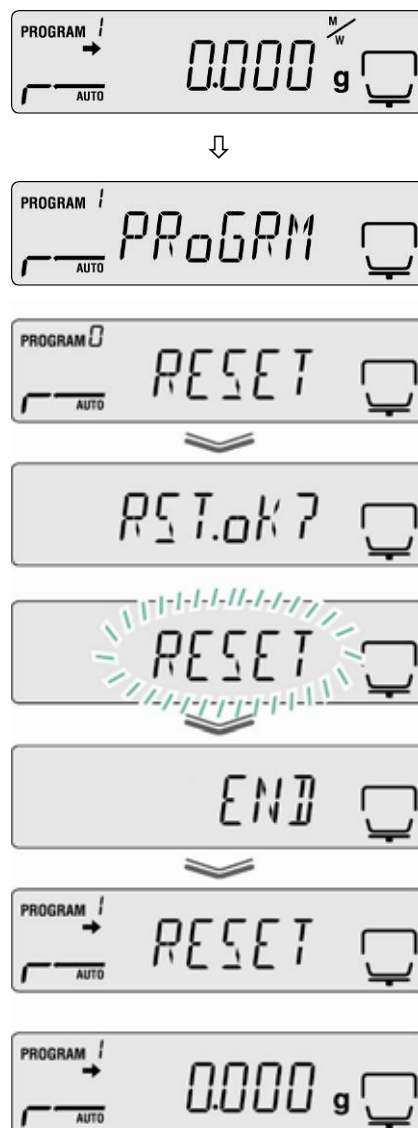 PROGRAM 1 M/W
0.000 g
AUTO
⇩
PROGRAM 1
PRoGRM
AUTO
PROGRAM 0
RESET
AUTO
RST.oK?
RESET
END
PROGRAM 1
RESET
AUTO
PROGRAM 1
0.000 g
AUTO